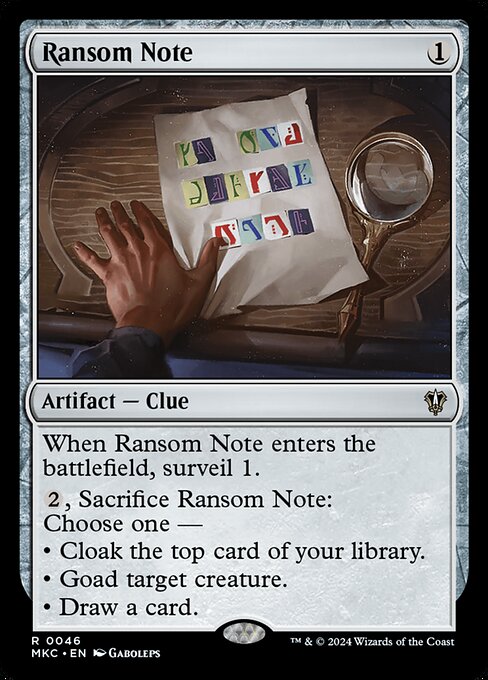 Ransom Note 1
Artifact — Clue
When Ransom Note enters the
battlefield, surveil 1.
2, Sacrifice Ransom Note:
Choose one —
• Cloak the top card of your library.
• Goad target creature.
• Draw a card.
R 0046
MKC • EN Gaboleps
™ & © 2024 Wizards of the Coast